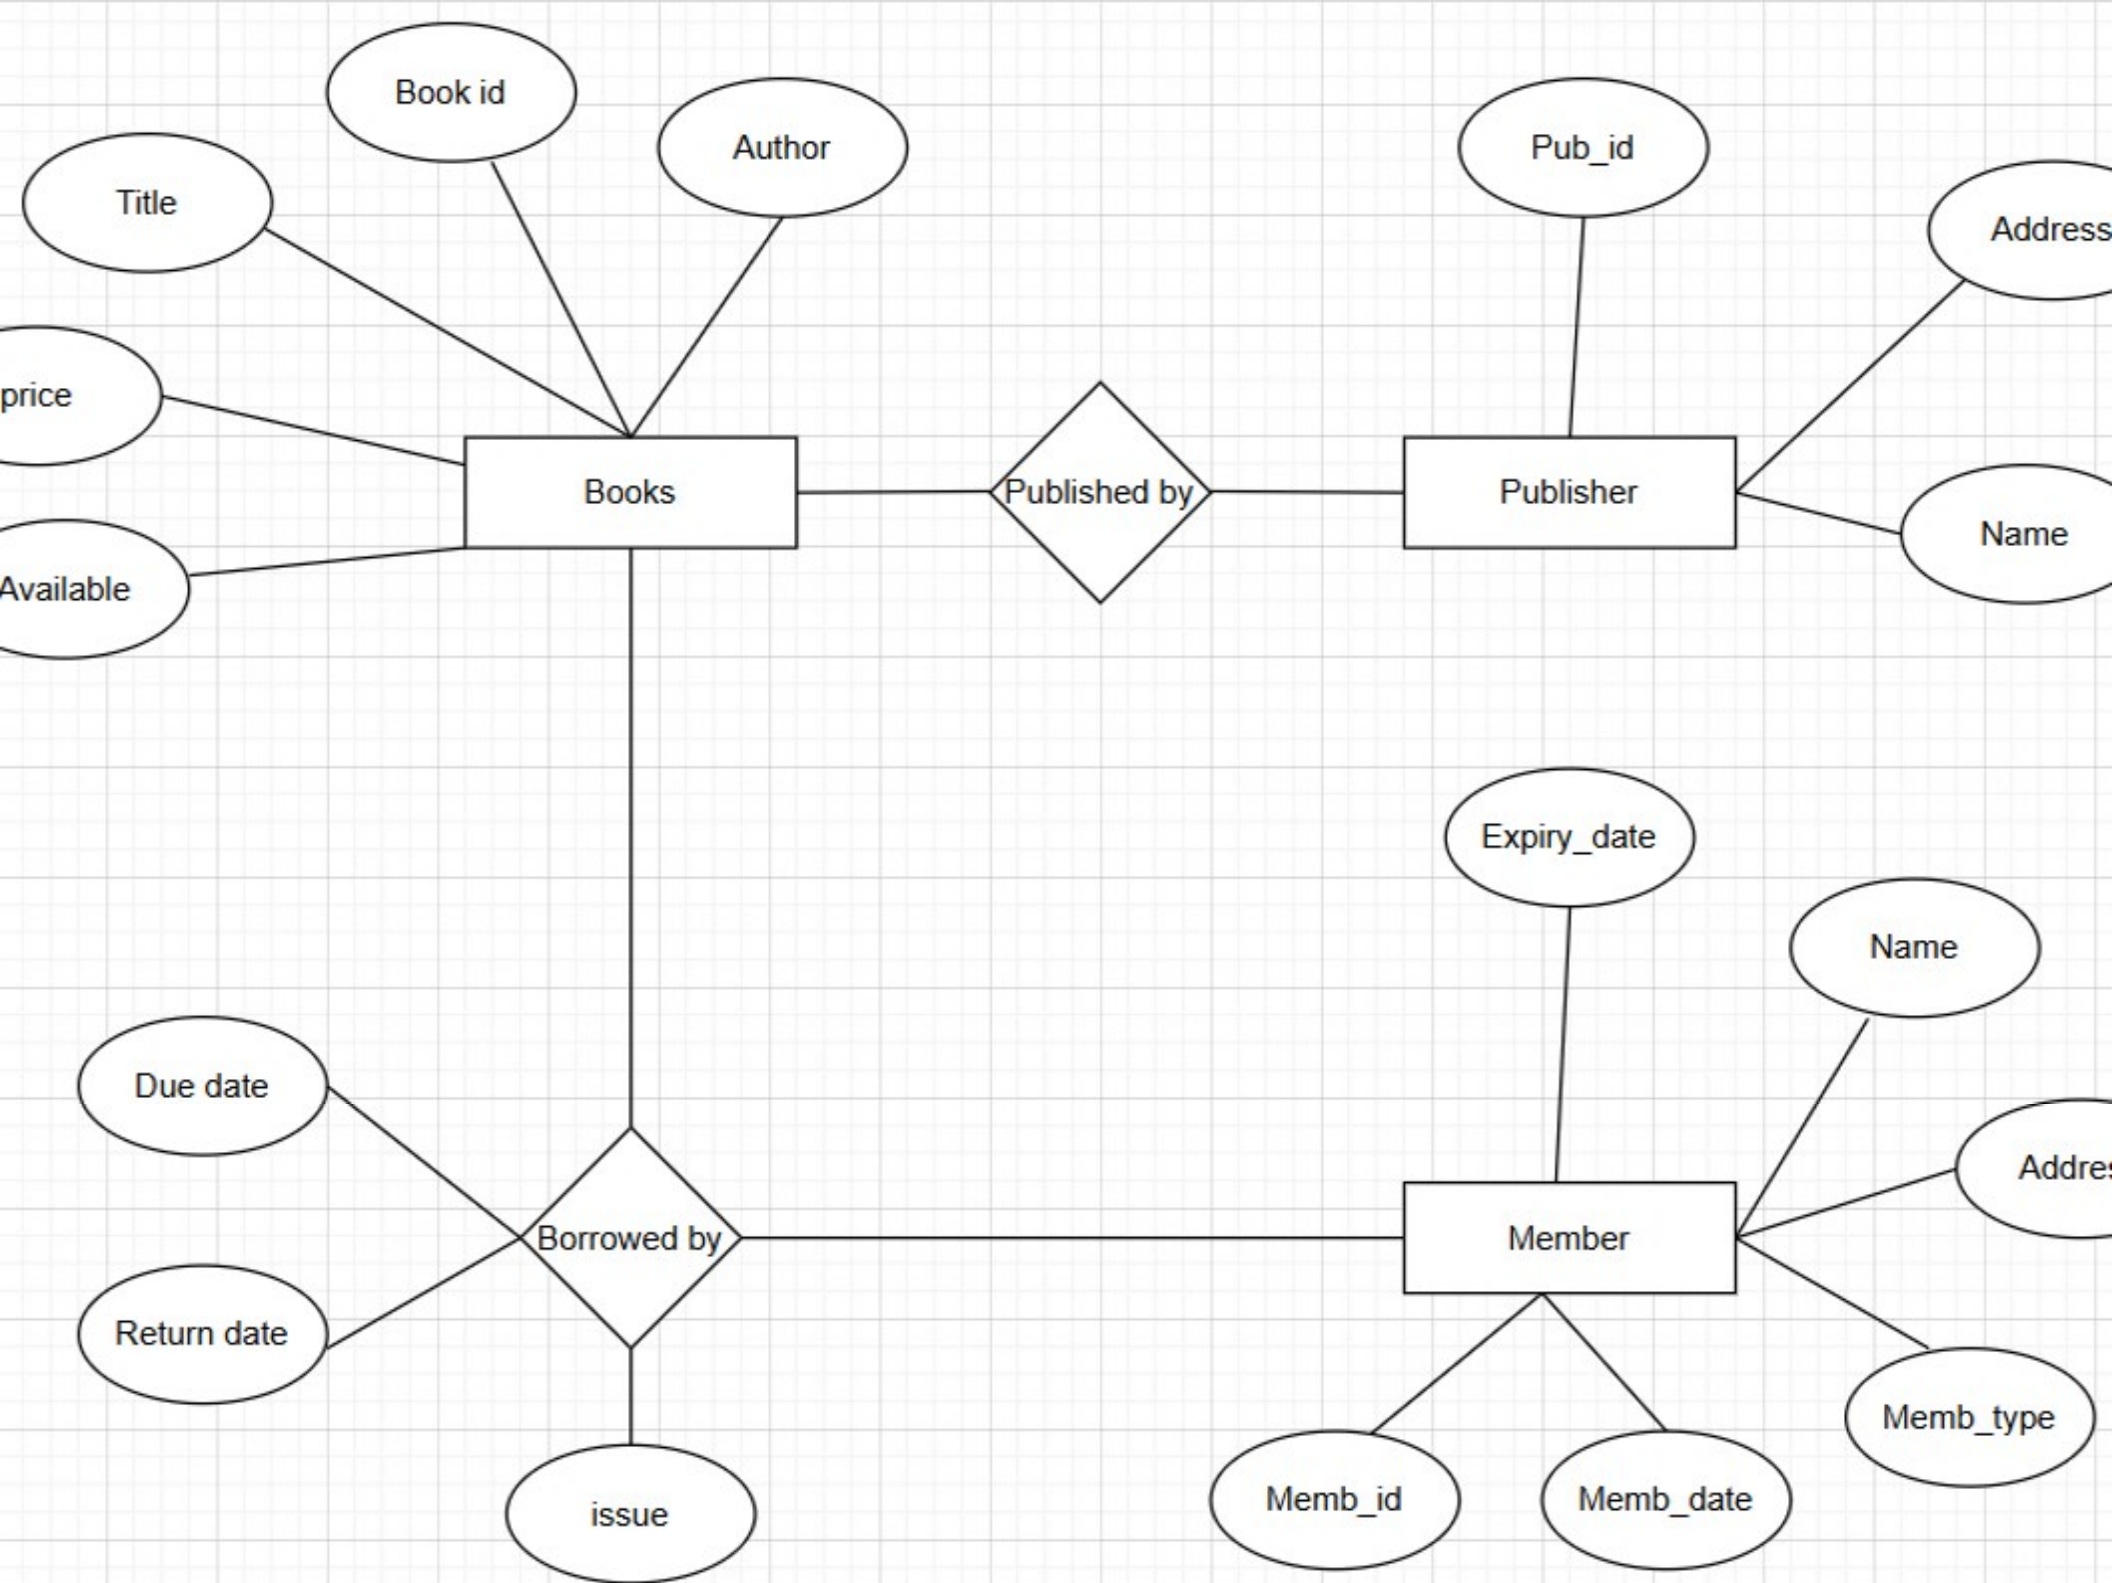 Book id
Author
Pub_id
Title
Address
price
Books
Published by
Publisher
Name
Available
Expiry_date
Name
Due date
Borrowed by
Member
Return date
Memb_type
Memb_id
Memb_date
issue